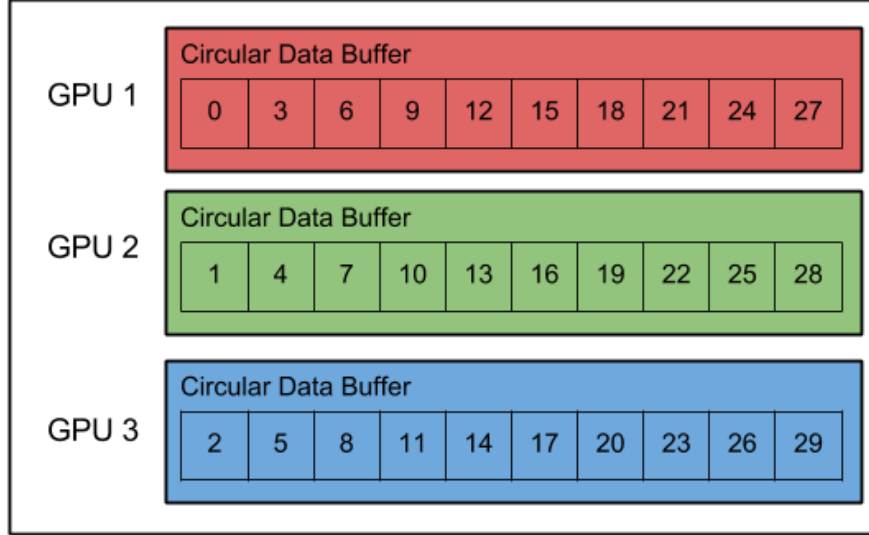 GPU 1
Circular Data Buffer
0 3 6 9 12 15 18 21 24 27
GPU 2
Circular Data Buffer
1 4 7 10 13 16 19 22 25 28
GPU 3
Circular Data Buffer
2 5 8 11 14 17 20 23 26 29